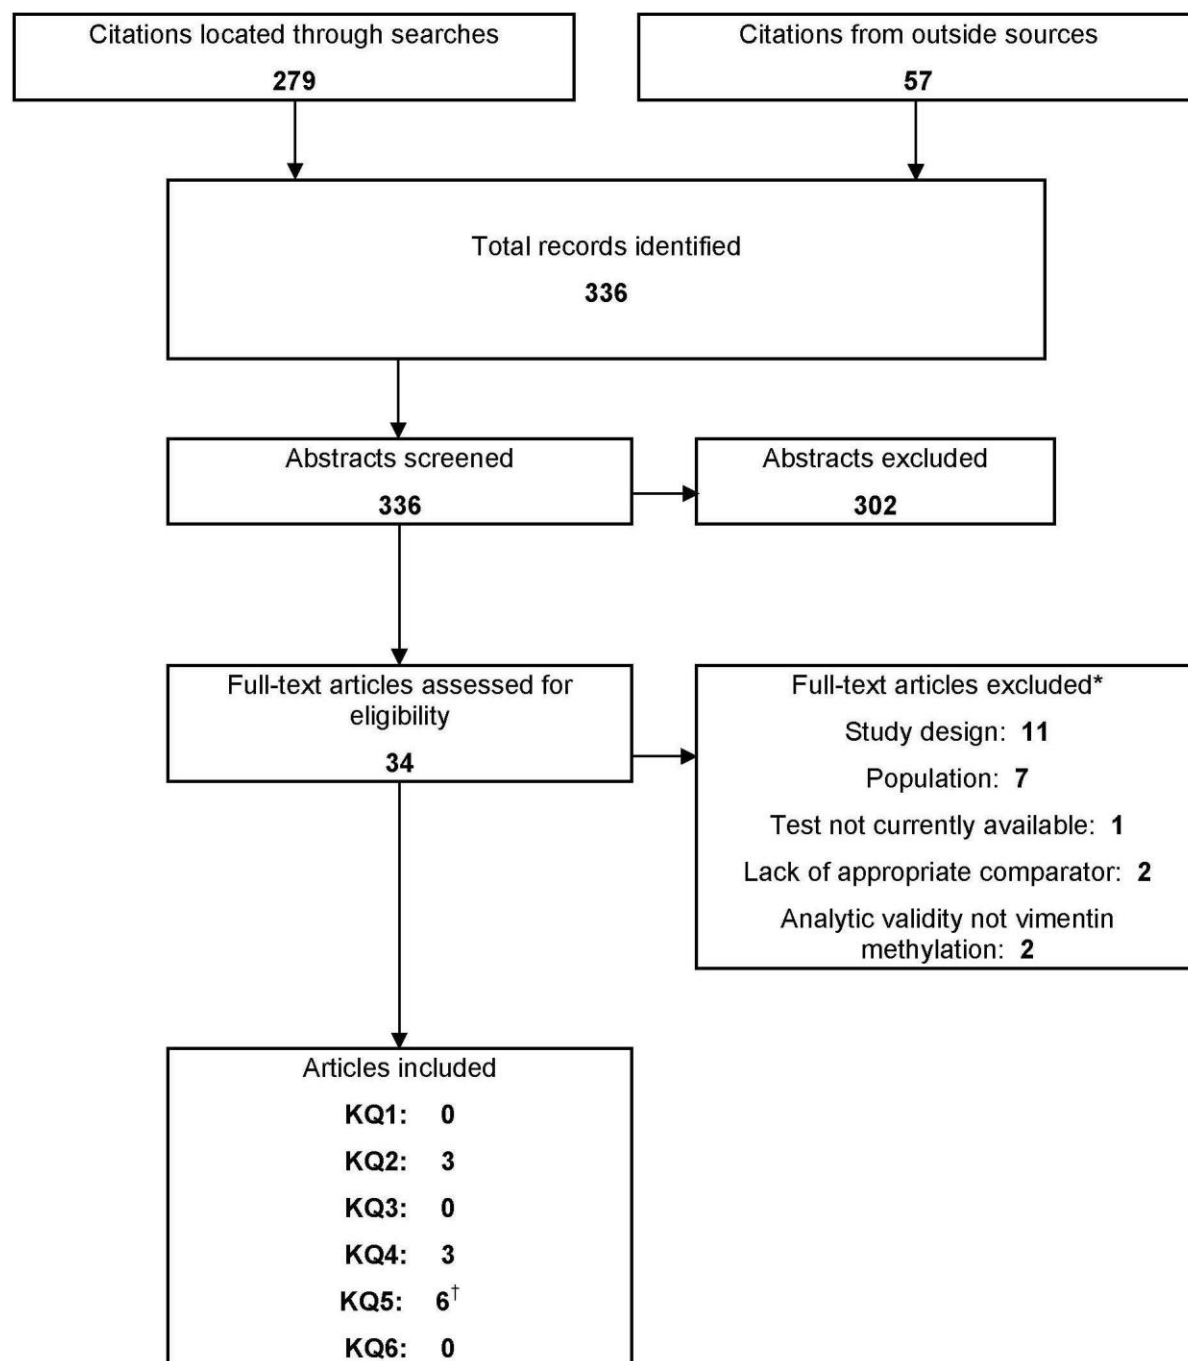 Citations located through searches
279
Citations from outside sources
57
Total records identified
336
Abstracts screened
336
Abstracts excluded
302
Full-text articles assessed for
eligibility
34
Full-text articles excluded*
Study design: 11
Population: 7
Test not currently available: 1
Lack of appropriate comparator: 2
Analytic validity not vimentin
methylation: 2
Articles included
KQ1: 0
KQ2: 3
KQ3: 0
KQ4: 3
KQ5: 6†
KQ6: 0